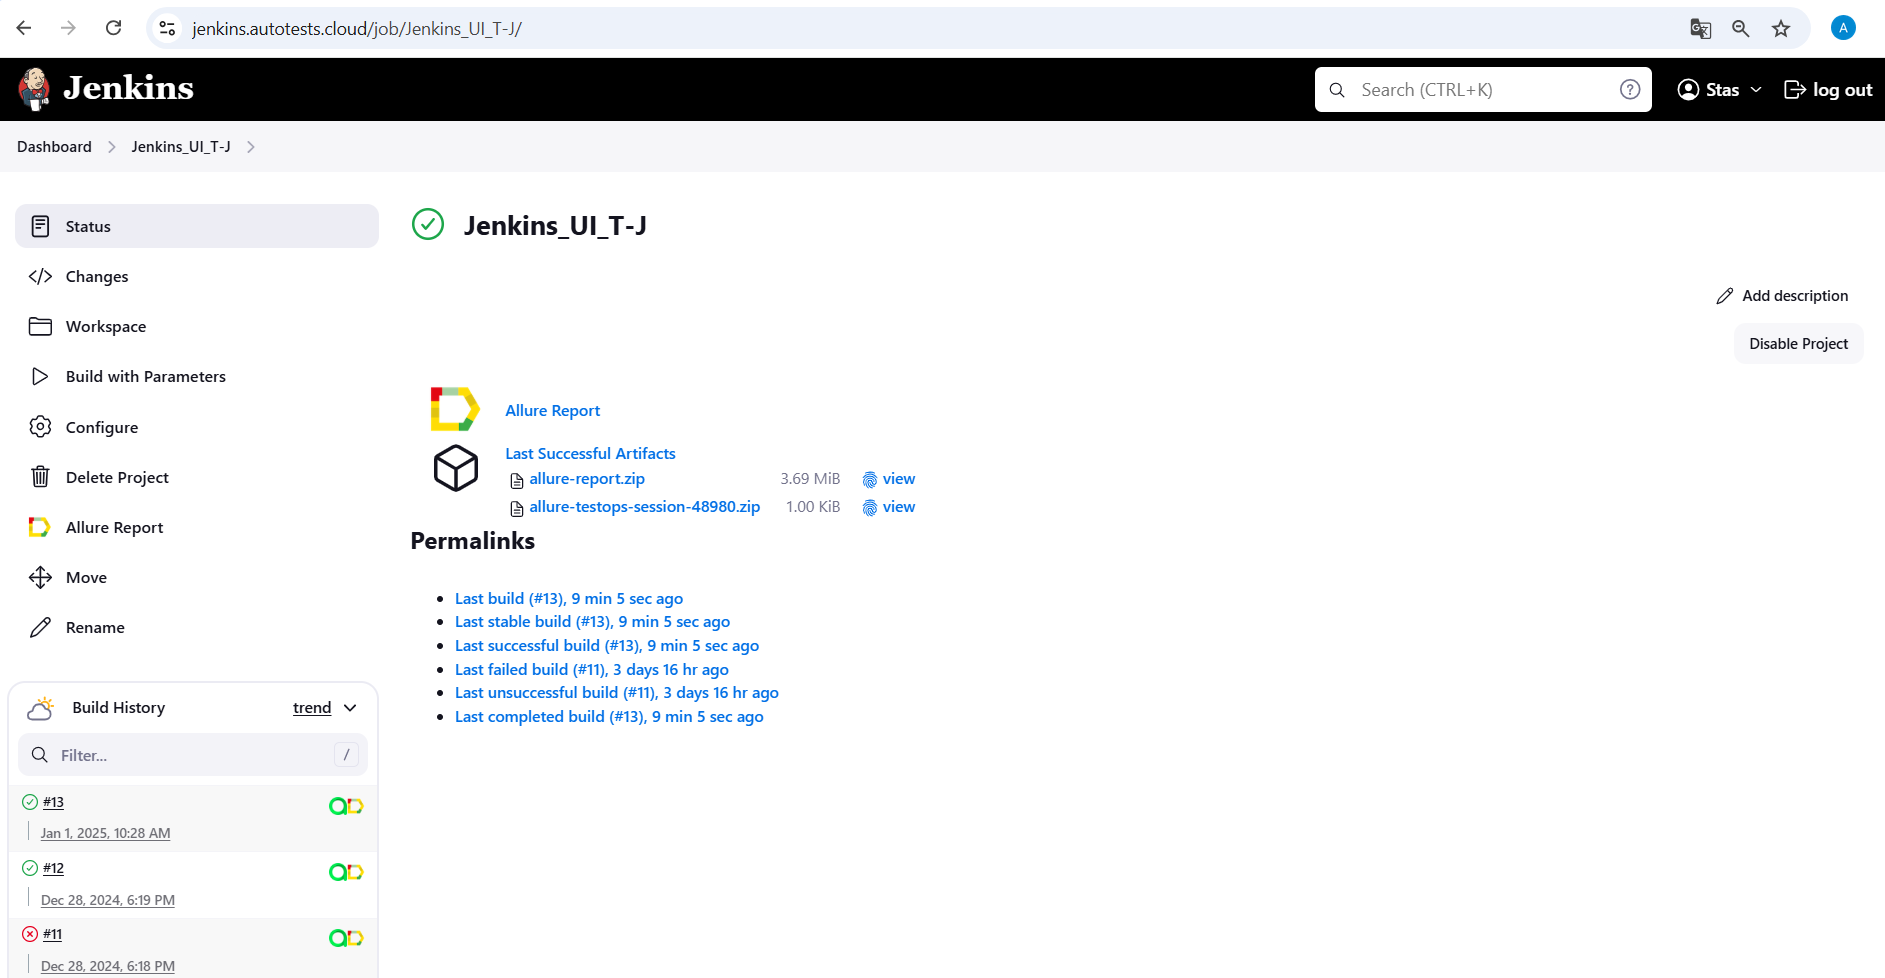 jenkins.autotests.cloud/job/Jenkins_UI_T-J/
A
Jenkins
Search (CTRL+K)
?
Stas
log out
Dashboard
Jenkins_UI_T-J
Status
Changes
Workspace
Build with Parameters
Configure
Delete Project
Allure Report
Move
Rename
Build History
trend
Filter...
/
#13
Jan 1, 2025, 10:28 AM
#12
Dec 28, 2024, 6:19 PM
#11
Dec 28, 2024, 6:18 PM
Jenkins_UI_T-J
Add description
Disable Project
Allure Report
Last Successful Artifacts
allure-report.zip 3.69 MiB view
allure-testops-session-48980.zip 1.00 KiB view
Permalinks
Last build (#13), 9 min 5 sec ago
Last stable build (#13), 9 min 5 sec ago
Last successful build (#13), 9 min 5 sec ago
Last failed build (#11), 3 days 16 hr ago
Last unsuccessful build (#11), 3 days 16 hr ago
Last completed build (#13), 9 min 5 sec ago